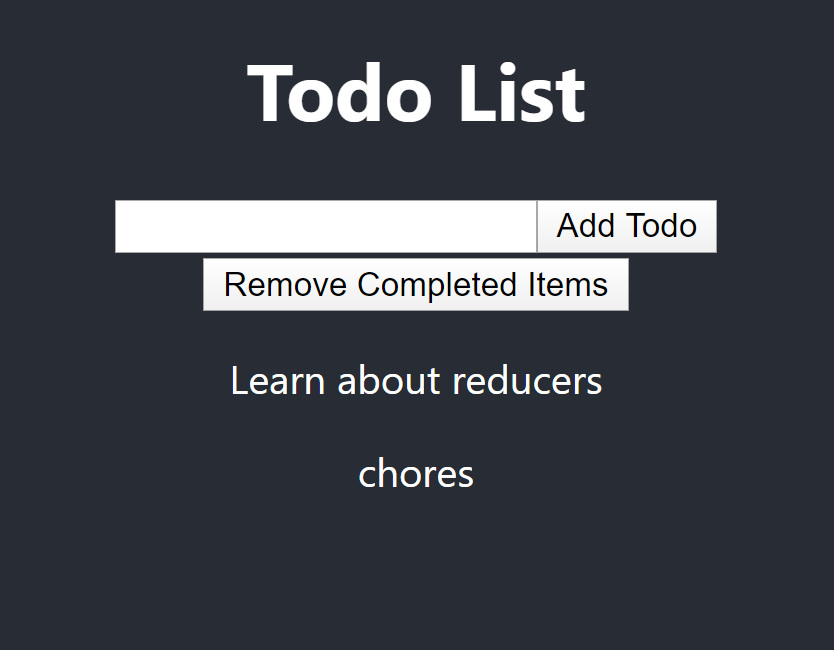 Todo List
Add Todo
Remove Completed Items
Learn about reducers
chores